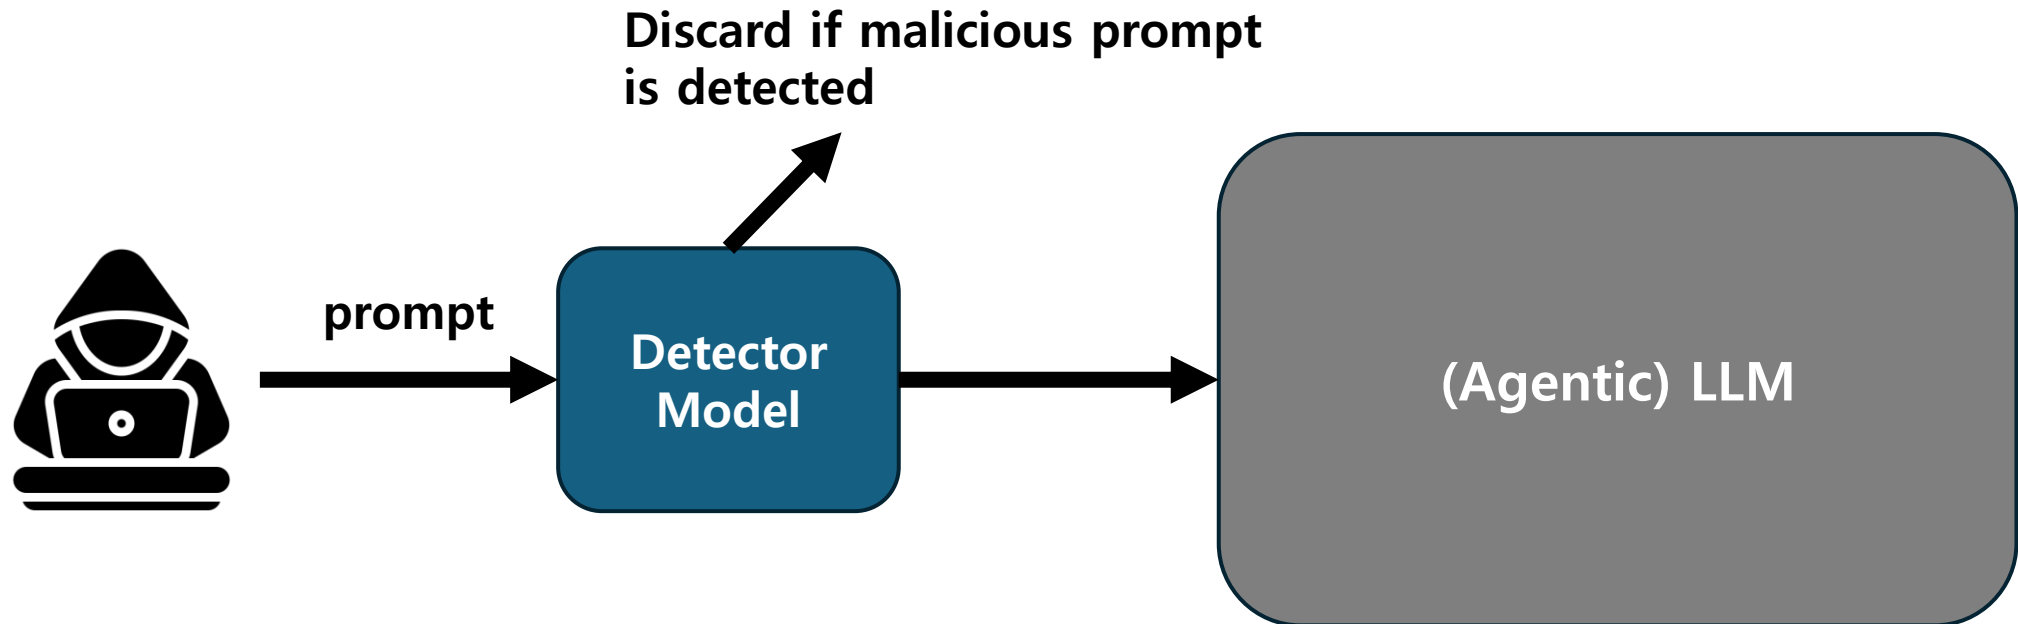 Discard if malicious prompt
is detected
prompt
Detector
Model
(Agentic) LLM